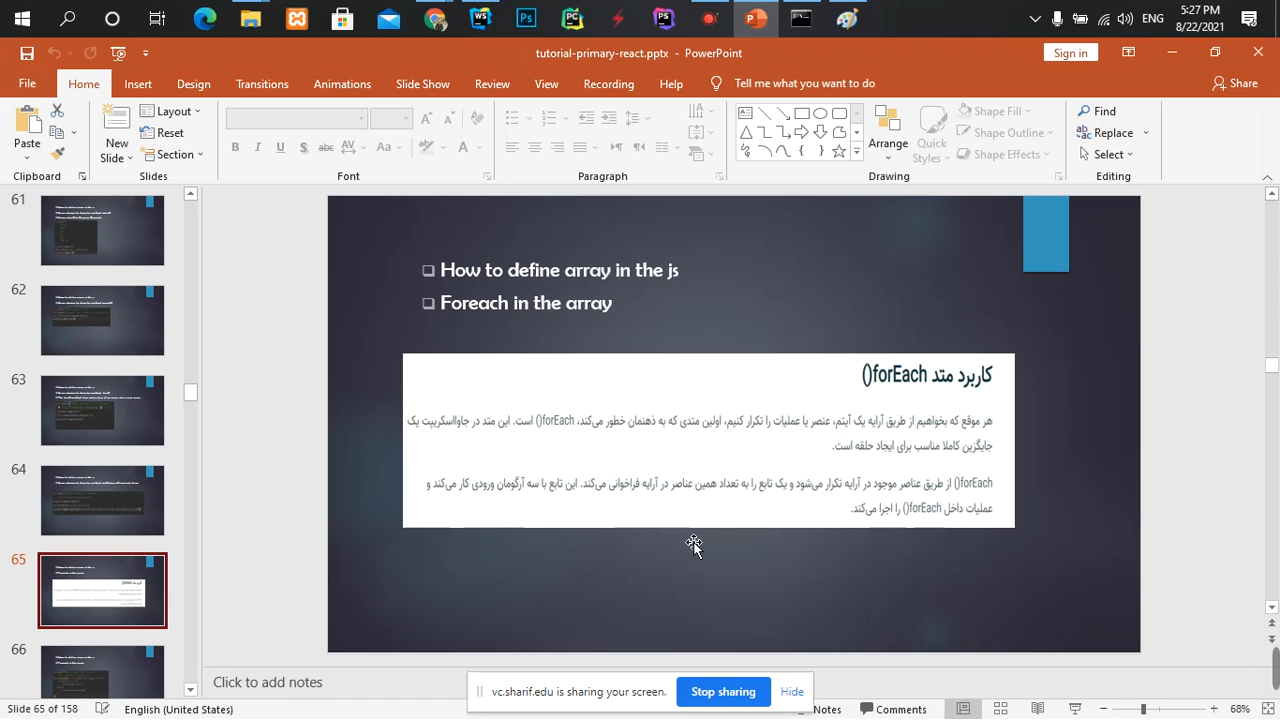 ENG
3:27 PM
8/22/2021
tutorial-primary-react.pptx - PowerPoint
Sign in
File Home Insert Design Transitions Animations Slide Show Review View Recording Help Tell me what you want to do Share
Paste
New Slide
Layout
Reset
Section
Arrange
Quick Styles
Shape Fill
Shape Outline
Shape Effects
Find
Replace
Select
Clipboard Slides Font Paragraph Drawing Editing
61
62
63
64
65
66
How to define array in the js
Foreach in the array
کاربرد متد forEach()
هر موقع که بخواهیم از طریق آرایه یک آیتم، عنصر یا عملیات را تکرار کنیم، اولین متدی که به ذهنمان خطور می‌کند، forEach() است. این متد در جاوااسکریپت یک
جایگزین کاملا مناسب برای ایجاد حلقه است.
forEach() از طریق عناصر موجود در آرایه تکرار می‌شود و یک تابع را به تعداد همین عناصر در آرایه فراخوانی می‌کند. این تابع با سه آرگومان ورودی کار می‌کند و
عملیات داخل forEach() را اجرا می‌کند.
Click to add notes
vc.sharif.edu is sharing your screen. Stop sharing Hide
Slide 65 of 158 English (United States) Notes Comments 68%